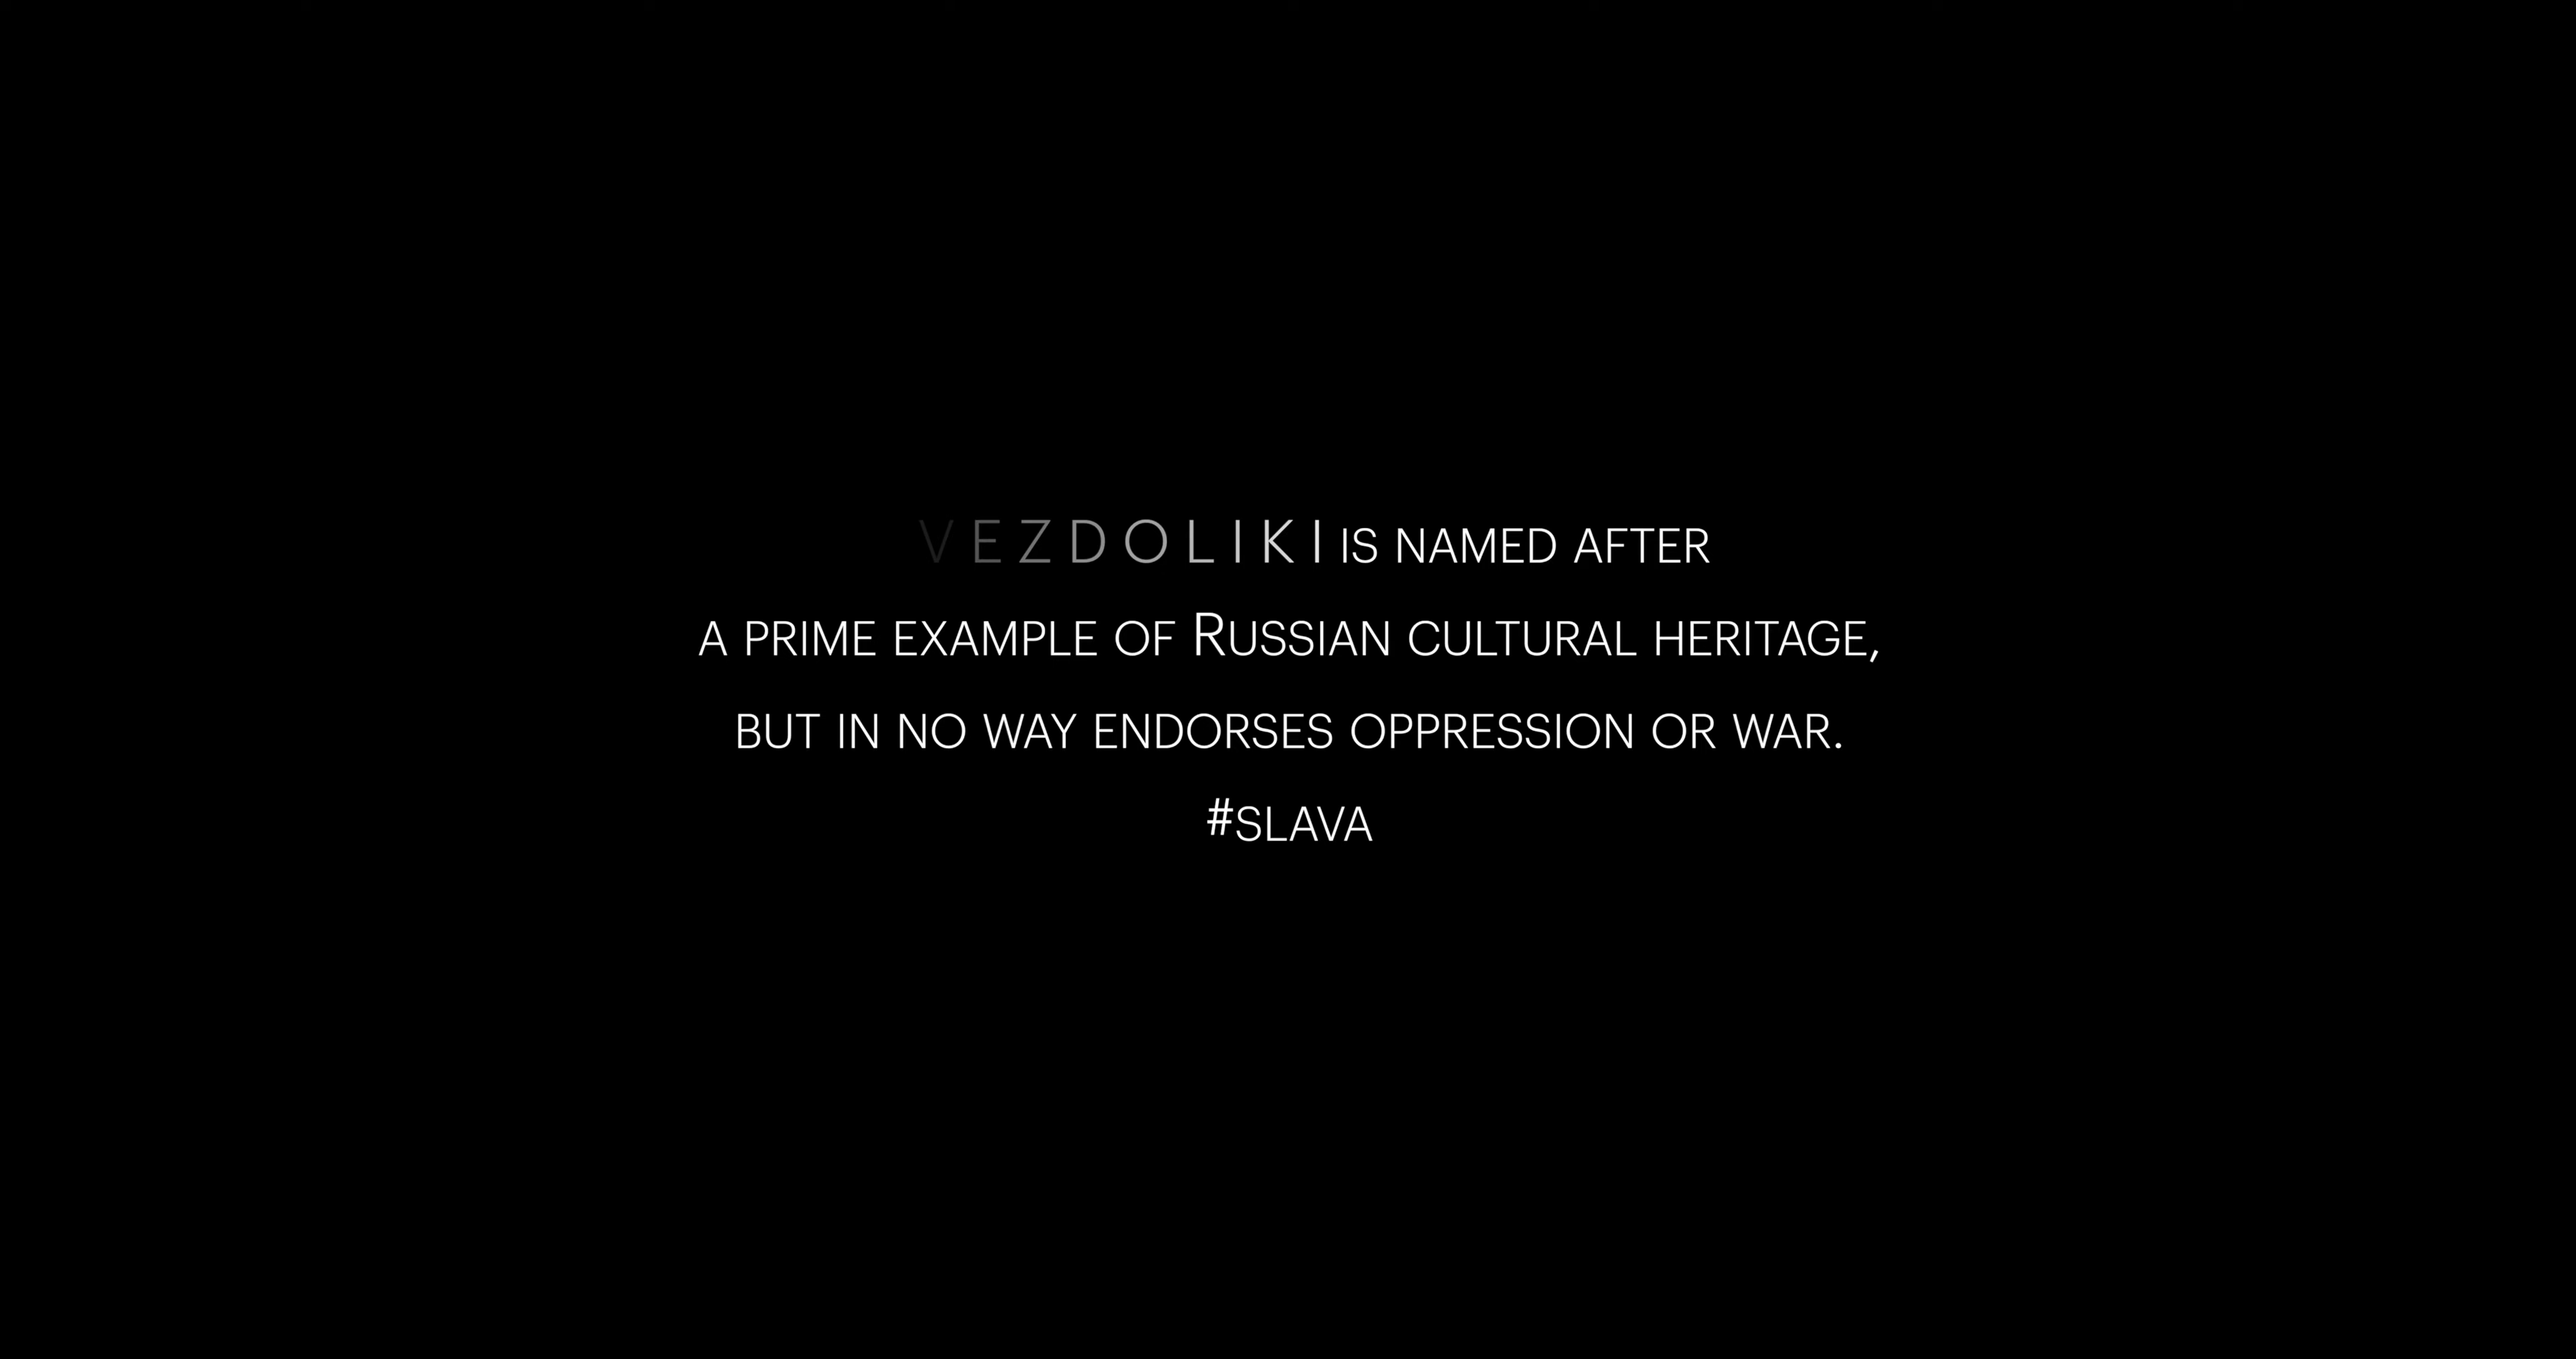 VEZDOLIKI IS NAMED AFTER
A PRIME EXAMPLE OF RUSSIAN CULTURAL HERITAGE,
BUT IN NO WAY ENDORSES OPPRESSION OR WAR.
#SLAVA